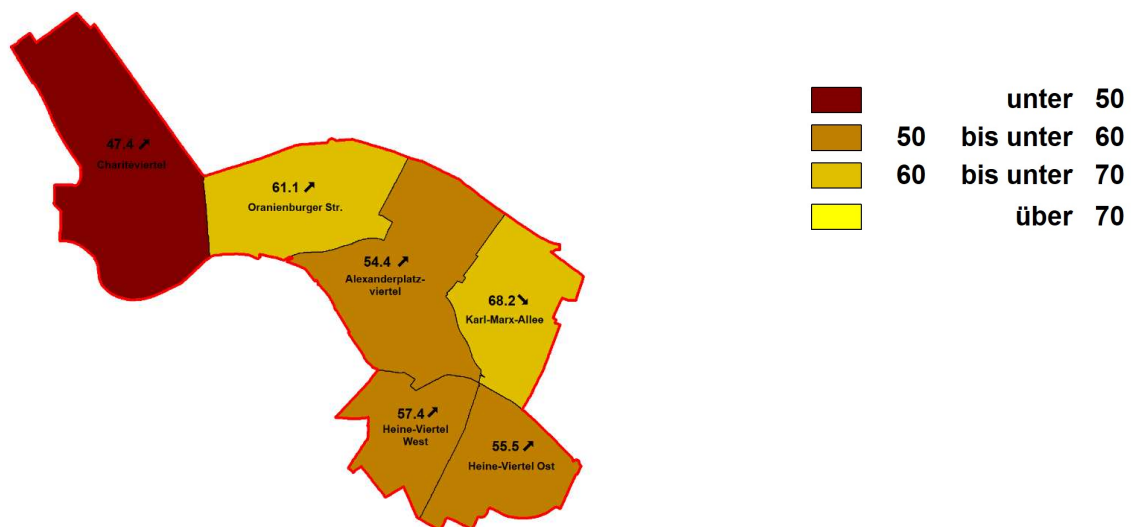 47.4 ➚
Chariteviertel
61.1 ➚
Oranienburger Str.
54.4 ➚
Alexanderplatz-
viertel
68.2 ➘
Karl-Marx-Allee
57.4 ➚
Heine-Viertel
West
55.5 ➚
Heine-Viertel Ost
unter 50
50 bis unter 60
60 bis unter 70
über 70